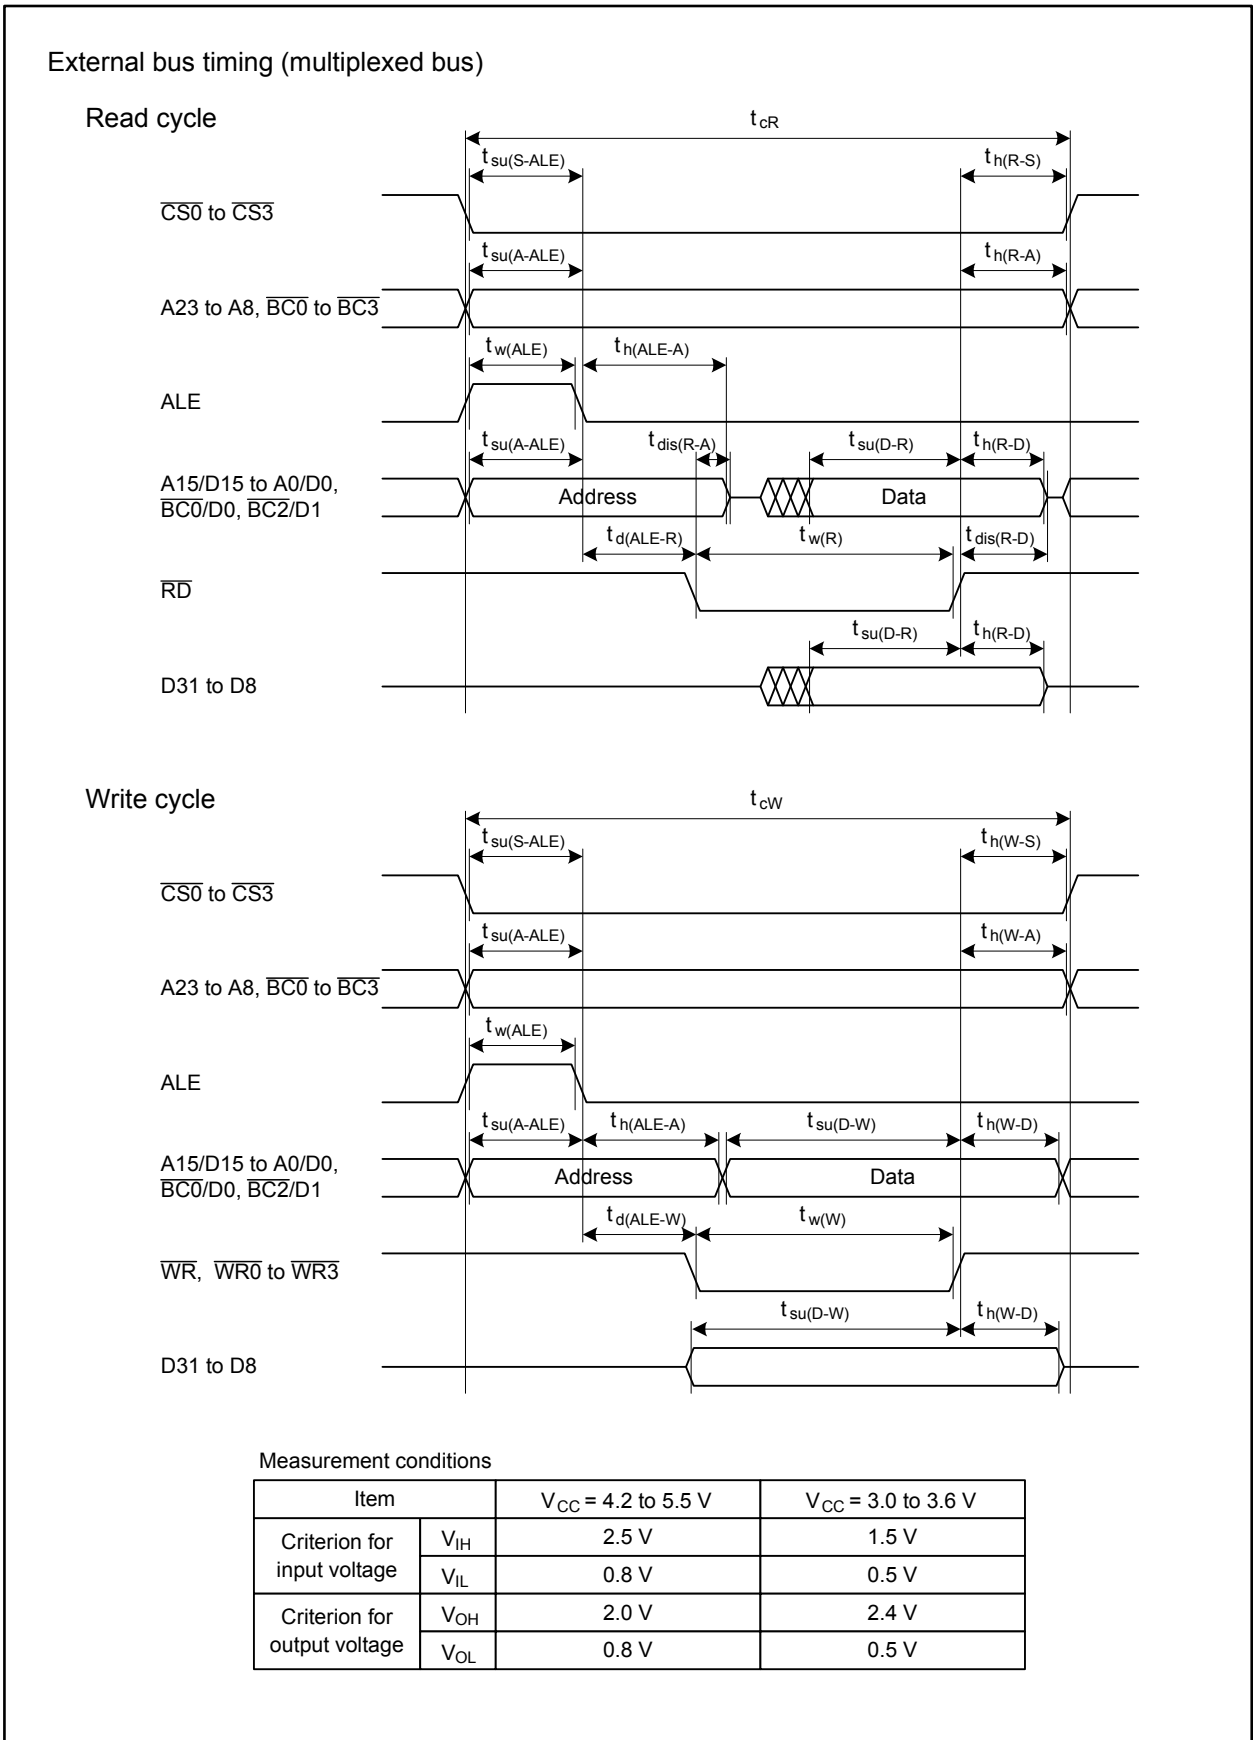 External bus timing (multiplexed bus)
Read cycle
tcR
tsu(S-ALE)
th(R-S)
CS0 to CS3
tsu(A-ALE)
th(R-A)
A23 to A8, BC0 to BC3
tw(ALE)
th(ALE-A)
ALE
tsu(A-ALE)
tdis(R-A)
tsu(D-R)
th(R-D)
A15/D15 to A0/D0,
BC0/D0, BC2/D1
Address
Data
td(ALE-R)
tw(R)
tdis(R-D)
RD
tsu(D-R)
th(R-D)
D31 to D8
Write cycle
tcW
tsu(S-ALE)
th(W-S)
CS0 to CS3
tsu(A-ALE)
th(W-A)
A23 to A8, BC0 to BC3
tw(ALE)
ALE
tsu(A-ALE)
th(ALE-A)
tsu(D-W)
th(W-D)
A15/D15 to A0/D0,
BC0/D0, BC2/D1
Address
Data
td(ALE-W)
tw(W)
WR, WR0 to WR3
tsu(D-W)
th(W-D)
D31 to D8
Measurement conditions
Item VCC = 4.2 to 5.5 V VCC = 3.0 to 3.6 V
Criterion for
input voltage
VIH 2.5 V 1.5 V
VIL 0.8 V 0.5 V
Criterion for
output voltage
VOH 2.0 V 2.4 V
VOL 0.8 V 0.5 V